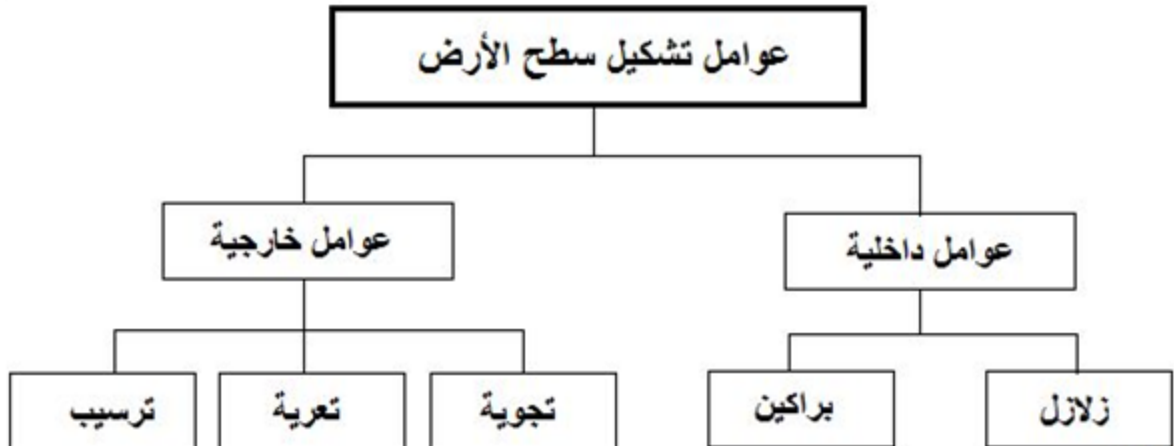 عوامل تشكيل سطح الأرض
عوامل داخلية
عوامل خارجية
زلازل
براكين
تجوية
تعرية
ترسيب